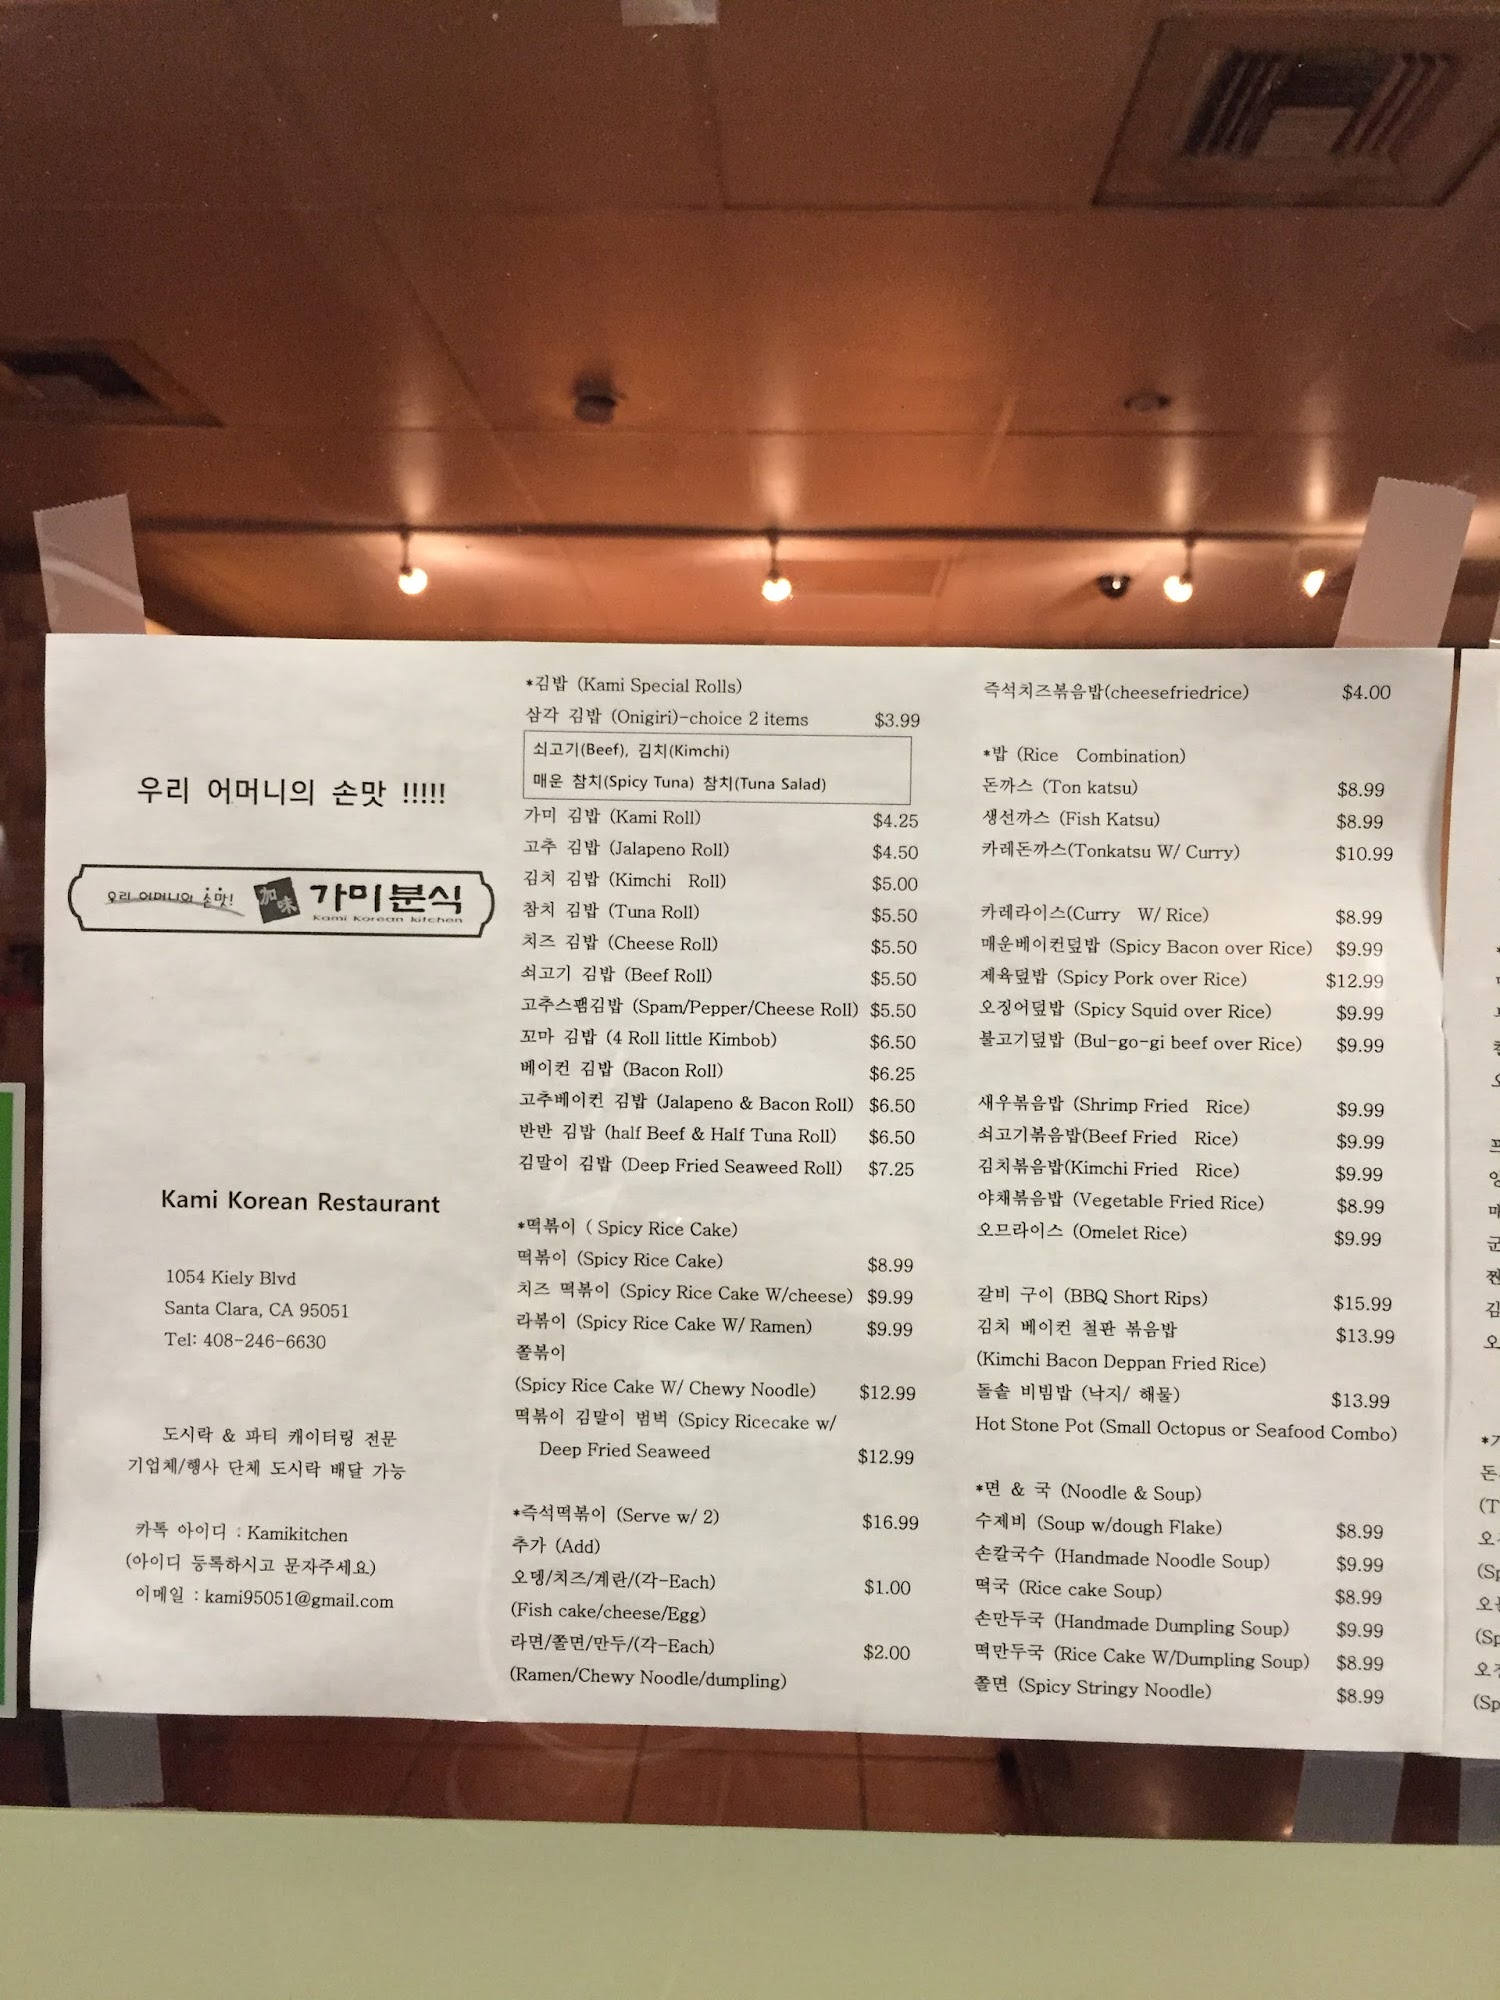 우리 어머니의 손맛 !!!!!
우리 어머니의 손맛!
加味
가미분식
Kami Korean kitchen
Kami Korean Restaurant
1054 Kiely Blvd
Santa Clara, CA 95051
Tel: 408-246-6630
도시락 & 파티 캐이터링 전문
기업체/행사 단체 도시락 배달 가능
카톡 아이디 : Kamikitchen
(아이디 등록하시고 문자주세요)
이메일 : kami95051@gmail.com
*김밥 (Kami Special Rolls)
삼각 김밥 (Onigiri)-choice 2 items $3.99
쇠고기(Beef), 김치(Kimchi)
매운 참치(Spicy Tuna) 참치(Tuna Salad)
가미 김밥 (Kami Roll) $4.25
고추 김밥 (Jalapeno Roll) $4.50
김치 김밥 (Kimchi Roll) $5.00
참치 김밥 (Tuna Roll) $5.50
치즈 김밥 (Cheese Roll) $5.50
쇠고기 김밥 (Beef Roll) $5.50
고추스팸김밥 (Spam/Pepper/Cheese Roll) $5.50
꼬마 김밥 (4 Roll little Kimbob) $6.50
베이컨 김밥 (Bacon Roll) $6.25
고추베이컨 김밥 (Jalapeno & Bacon Roll) $6.50
반반 김밥 (half Beef & Half Tuna Roll) $6.50
김말이 김밥 (Deep Fried Seaweed Roll) $7.25
*떡볶이 ( Spicy Rice Cake)
떡볶이 (Spicy Rice Cake) $8.99
치즈 떡볶이 (Spicy Rice Cake W/cheese) $9.99
라볶이 (Spicy Rice Cake W/ Ramen) $9.99
쫄볶이
(Spicy Rice Cake W/ Chewy Noodle) $12.99
떡볶이 김말이 범벅 (Spicy Ricecake w/
Deep Fried Seaweed $12.99
*즉석떡볶이 (Serve w/ 2) $16.99
추가 (Add)
오뎅/치즈/계란/(각-Each) $1.00
(Fish cake/cheese/Egg)
라면/쫄면/만두/(각-Each) $2.00
(Ramen/Chewy Noodle/dumpling)
즉석치즈볶음밥(cheesefriedrice) $4.00
*밥 (Rice Combination)
돈까스 (Ton katsu) $8.99
생선까스 (Fish Katsu) $8.99
카레돈까스(Tonkatsu W/ Curry) $10.99
카레라이스(Curry W/ Rice) $8.99
매운베이컨덮밥 (Spicy Bacon over Rice) $9.99
제육덮밥 (Spicy Pork over Rice) $12.99
오징어덮밥 (Spicy Squid over Rice) $9.99
불고기덮밥 (Bul-go-gi beef over Rice) $9.99
새우볶음밥 (Shrimp Fried Rice) $9.99
쇠고기볶음밥(Beef Fried Rice) $9.99
김치볶음밥(Kimchi Fried Rice) $9.99
야채볶음밥 (Vegetable Fried Rice) $8.99
오므라이스 (Omelet Rice) $9.99
갈비 구이 (BBQ Short Rips) $15.99
김치 베이컨 철판 볶음밥 $13.99
(Kimchi Bacon Deppan Fried Rice)
돌솥 비빔밥 (낙지/ 해물) $13.99
Hot Stone Pot (Small Octopus or Seafood Combo)
*면 & 국 (Noodle & Soup)
수제비 (Soup w/dough Flake) $8.99
손칼국수 (Handmade Noodle Soup) $9.99
떡국 (Rice cake Soup) $8.99
손만두국 (Handmade Dumpling Soup) $9.99
떡만두국 (Rice Cake W/Dumpling Soup) $8.99
쫄면 (Spicy Stringy Noodle) $8.99